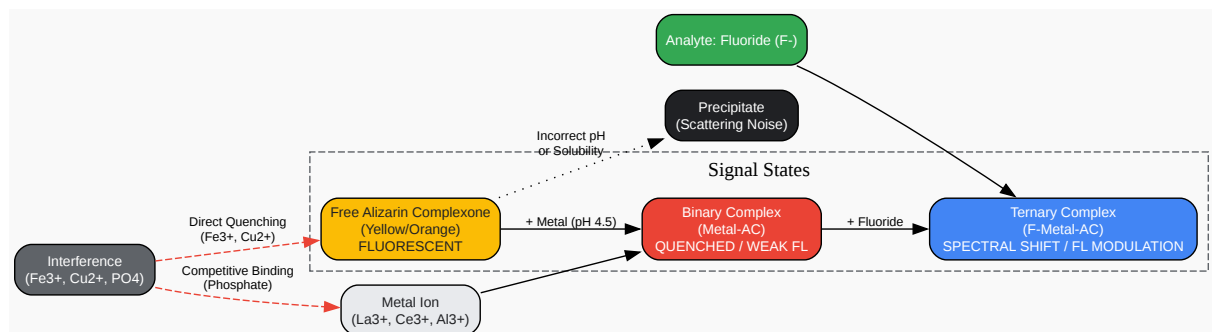 Analyte: Fluoride (F-)
Precipitate
(Scattering Noise)
Incorrect pH
or Solubility
Signal States
Free Alizarin Complexone
(Yellow/Orange)
FLUORESCENT
+ Metal (pH 4.5)
Binary Complex
(Metal-AC)
QUENCHED / WEAK FL
+ Fluoride
Ternary Complex
(F-Metal-AC)
SPECTRAL SHIFT / FL MODULATION
Direct Quenching
(Fe3+, Cu2+)
Interference
(Fe3+, Cu2+, PO4)
Competitive Binding
(Phosphate)
Metal Ion
(La3+, Ce3+, Al3+)